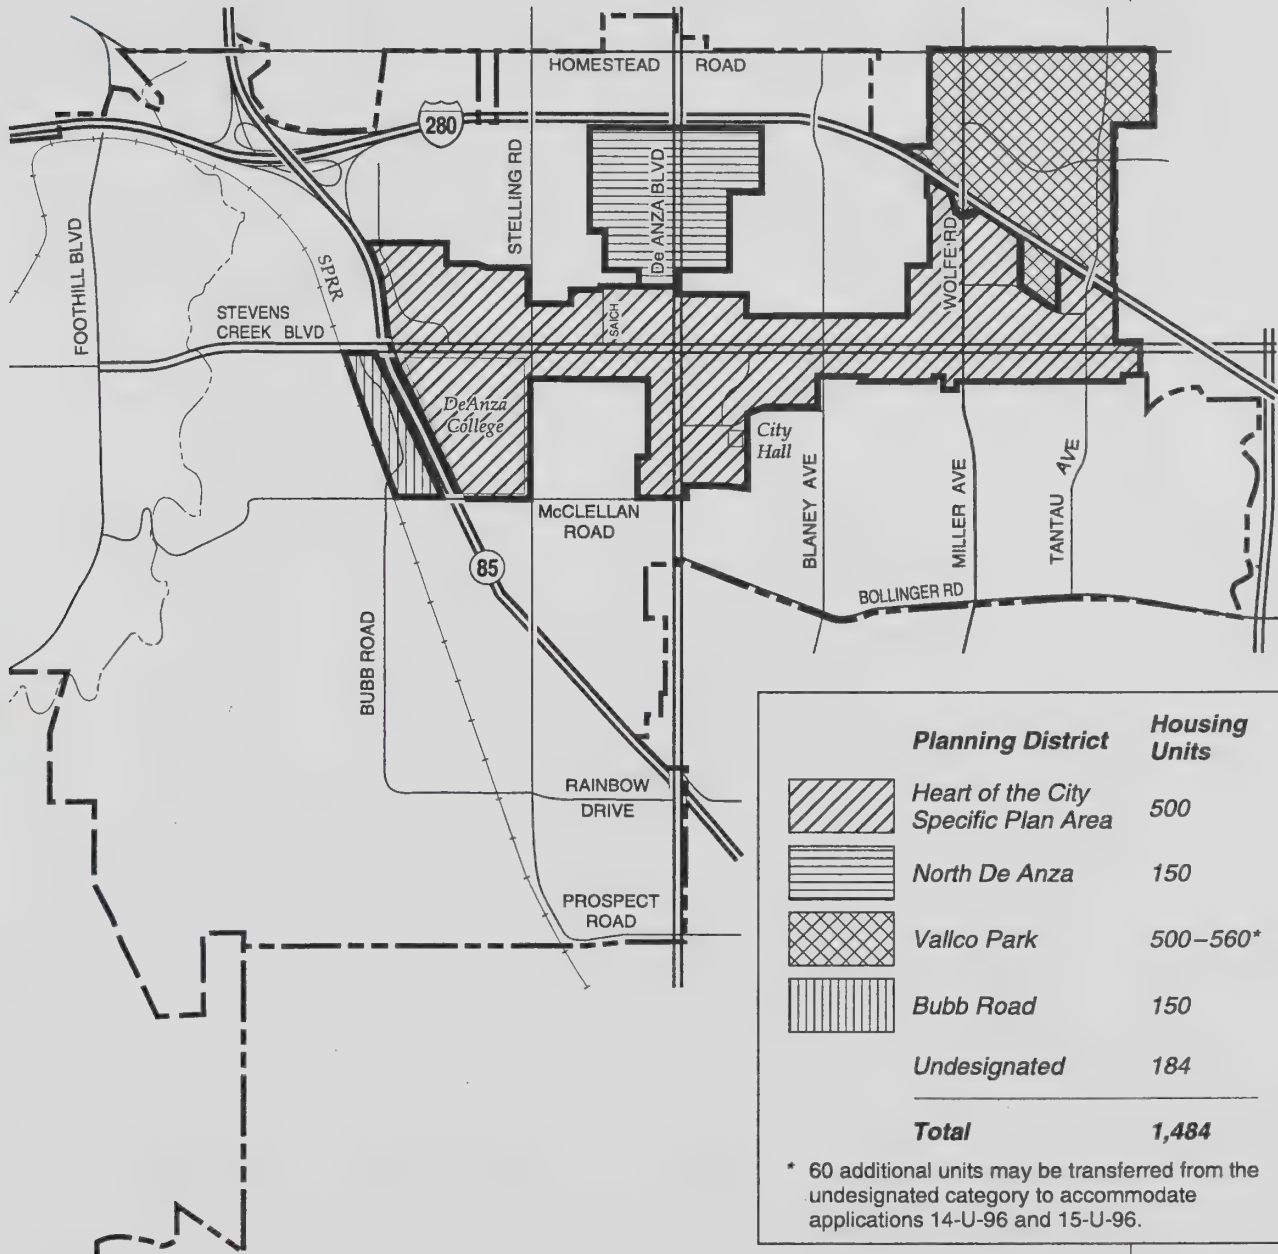 HOMESTEAD ROAD
280
STELLING RD
De ANZA BLVD
WOLFE RD
FOOTHILL BLVD
SPRR
STEVENS
CREEK BLVD
SAICH
DeAnza
College
City
Hall
BLANEY AVE
MILLER AVE
TANTAU AVE
McCLELLAN
ROAD
85
BOLLINGER RD
BUBB ROAD
RAINBOW
DRIVE
PROSPECT
ROAD
Planning District Housing
Units
Heart of the City
Specific Plan Area 500
North De Anza 150
Vallco Park 500–560*
Bubb Road 150
Undesignated 184
Total 1,484
* 60 additional units may be transferred from the
undesignated category to accommodate
applications 14-U-96 and 15-U-96.